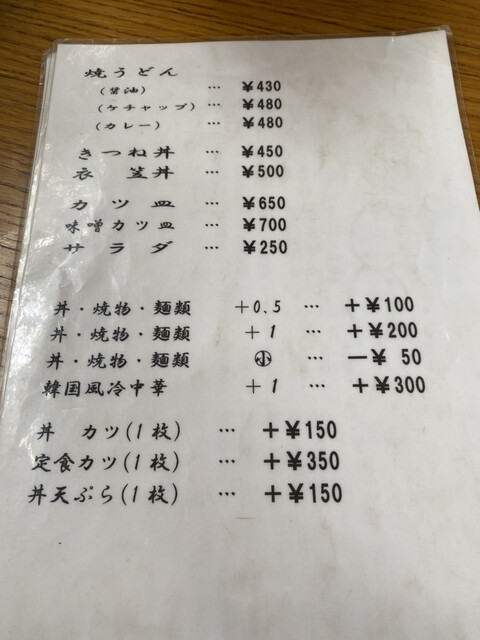 焼うどん
(醤油) … ¥430
(ケチャップ) … ¥480
(カレー) … ¥480
きつね丼 … ¥450
衣笠丼 … ¥500
カツ皿 … ¥650
味噌カツ皿 … ¥700
サラダ … ¥250
丼・焼物・麺類 +0.5 … +¥100
丼・焼物・麺類 +1 … +¥200
丼・焼物・麺類 ㊙小 … -¥ 50
韓国風冷中華 +1 … +¥300
丼 カツ(1枚) … +¥150
定食カツ(1枚) … +¥350
丼天ぷら(1枚) … +¥150